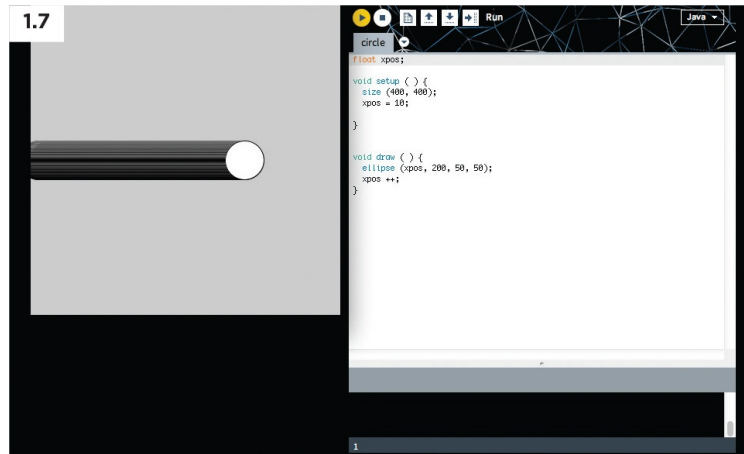 1.7
Run
Java
circle
float xpos;
void setup ( ) {
size (400, 400);
xpos = 10;
}
void draw ( ) {
ellipse (xpos, 200, 50, 50);
xpos ++;
}
1